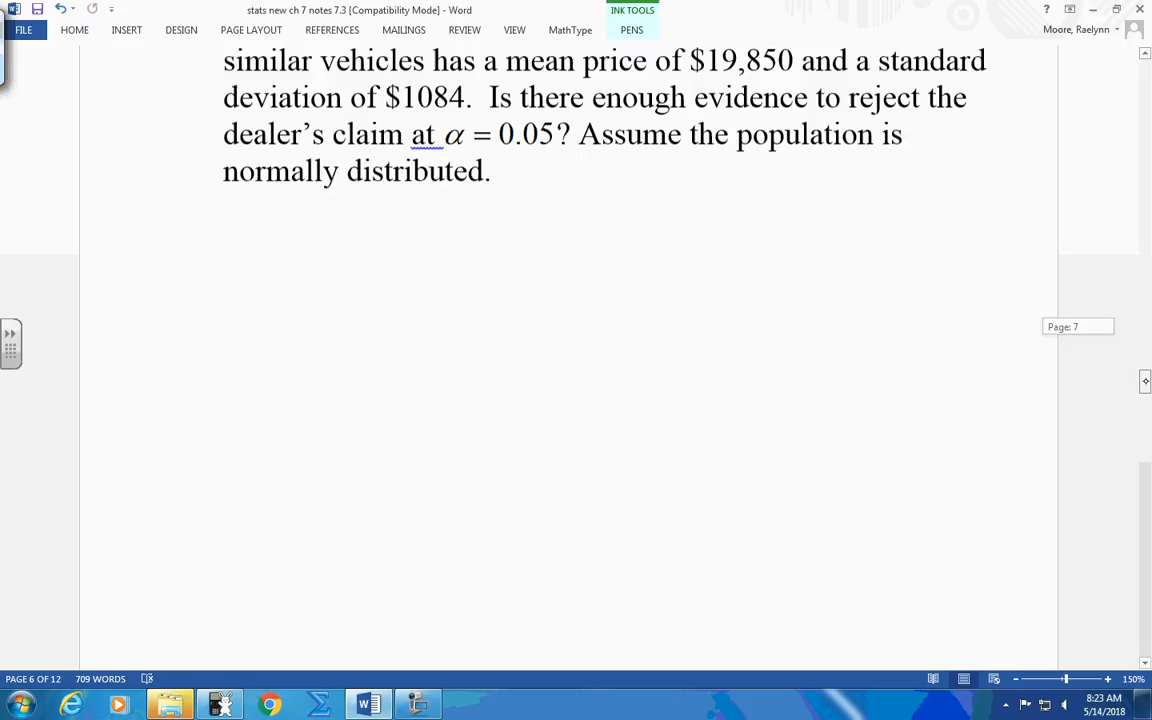 stats new ch 7 notes 7.3 [Compatibility Mode] - Word
INK TOOLS
FILE HOME INSERT DESIGN PAGE LAYOUT REFERENCES MAILINGS REVIEW VIEW MathType PENS
Moore, Raelynn
similar vehicles has a mean price of $19,850 and a standard
deviation of $1084. Is there enough evidence to reject the
dealer’s claim at α = 0.05? Assume the population is
normally distributed.
Page: 7
PAGE 6 OF 12 709 WORDS 150%
8:23 AM
5/14/2018